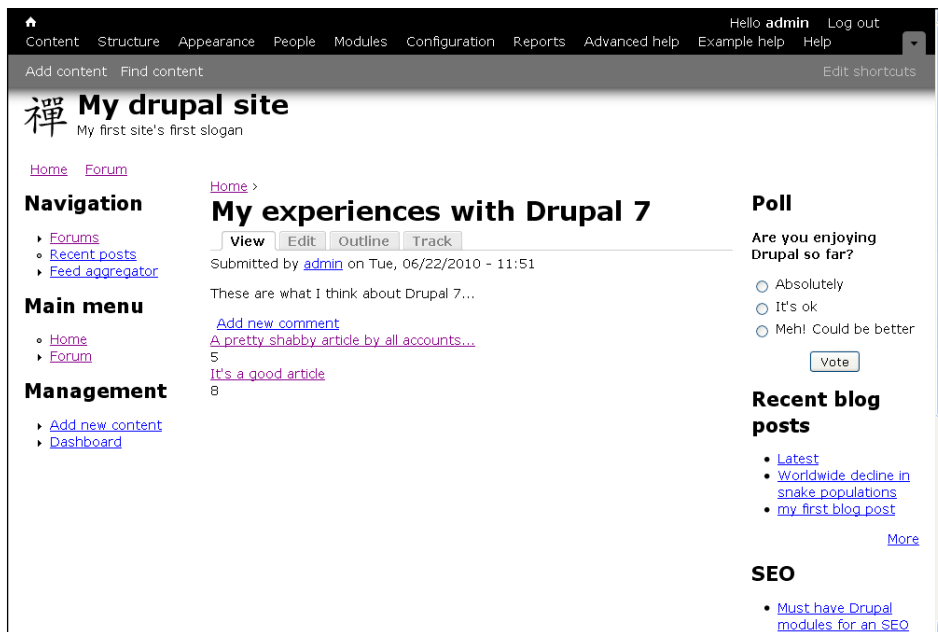 Hello admin Log out
Content Structure Appearance People Modules Configuration Reports Advanced help Example help Help
Add content Find content Edit shortcuts
禪 My drupal site
My first site's first slogan
Home Forum
Navigation
Forums
Recent posts
Feed aggregator
Main menu
Home
Forum
Management
Add new content
Dashboard
Home >
My experiences with Drupal 7
View Edit Outline Track
Submitted by admin on Tue, 06/22/2010 - 11:51
These are what I think about Drupal 7...
Add new comment
A pretty shabby article by all accounts...
5
It's a good article
8
Poll
Are you enjoying
Drupal so far?
Absolutely
It's ok
Meh! Could be better
Vote
Recent blog
posts
Latest
Worldwide decline in
snake populations
my first blog post
More
SEO
Must have Drupal
modules for an SEO